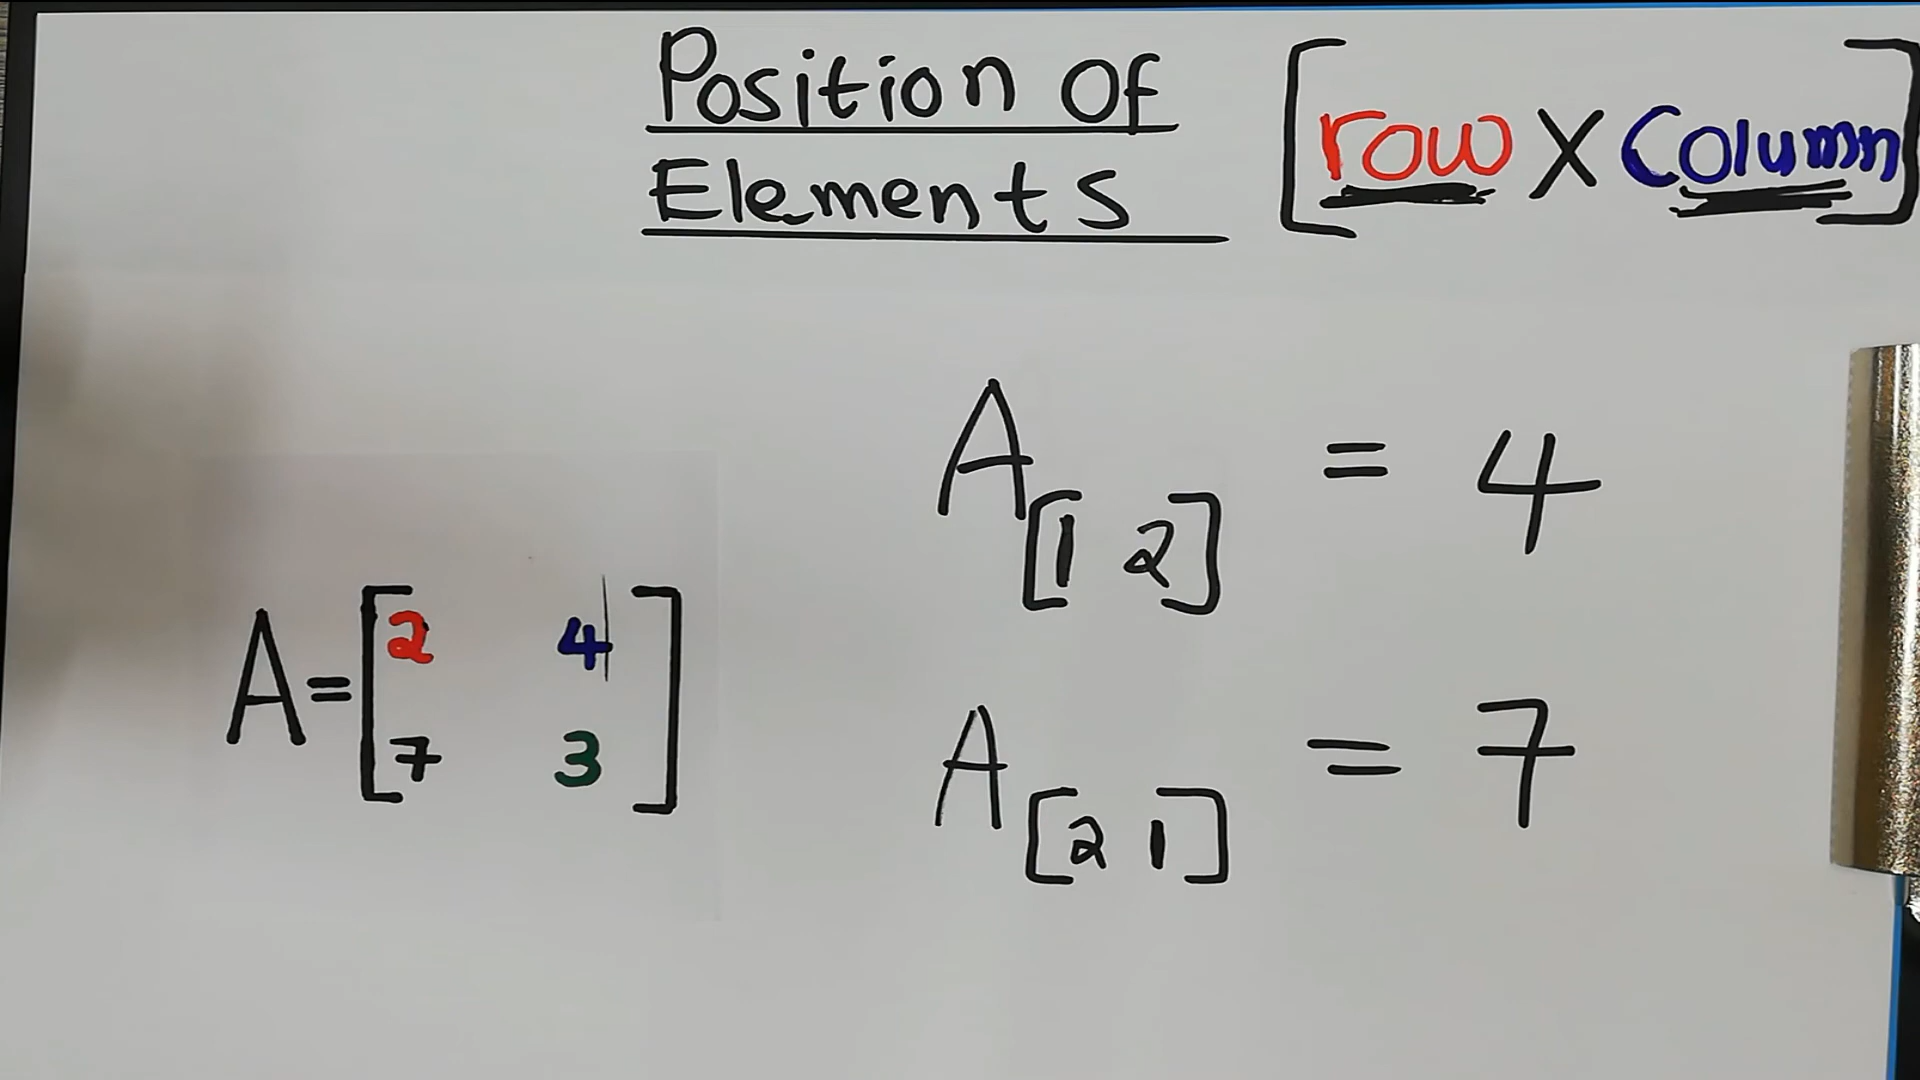 Position Of
Elements
[row X Column]
A[1 2] = 4
A=[2 4
7 3]
A[2 1] = 7